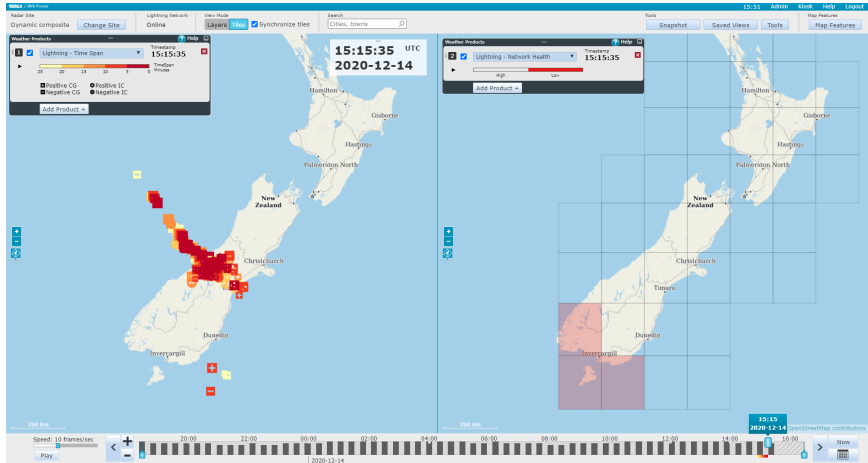 IRIS Focus
15:51 Admin Kiosk Help Logout
Radar Site
Dynamic composite
Change Site
Lightning Network
Online
View Mode
Layers Tiles
Synchronize tiles
Search
Cities, towns
Tools
Snapshot Saved Views Tools
Map Features
Map Features
Weather Products
Help
1 Lightning - Time Span
Timestamp
15:15:35
25 20 15 10 5 0
TimeSpan
Minutes
Positive CG Positive IC
Negative CG Negative IC
Add Product +
15:15:35 UTC
2020-12-14
Hamilton
Gisborne
Hastings
Palmerston North
New
Zealand
Christchurch
Dunedin
Invercargill
200 km
Weather Products
Help
2 Lightning - Network Health
Timestamp
15:15:35
High Low
Add Product +
Hamilton
Gisborne
Hastings
Palmerston North
New
Zealand
Christchurch
Timaru
Dunedin
Invercargill
200 km
15:15
2020-12-14
OpenStreetMap contributors
Speed: 10 frames/sec
Play
20:00 22:00 00:00 02:00 04:00 06:00 08:00 10:00 12:00 14:00 16:00
2020-12-14
Now